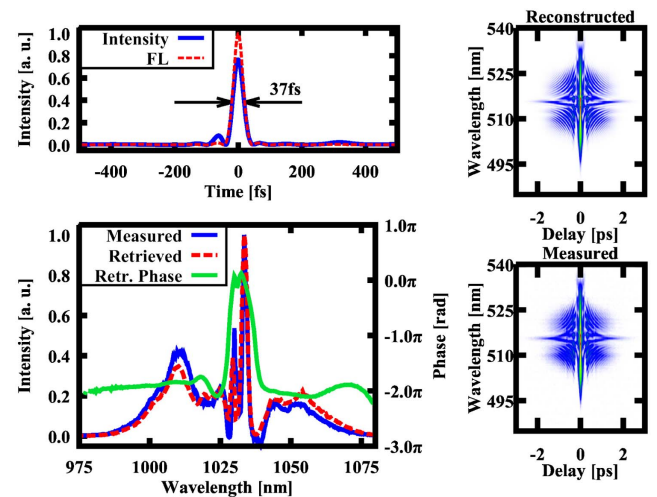 Intensity [a. u.]
1.0
0.8
0.6
0.4
0.2
0.0
Intensity
FL
37fs
-400 -200 0 200 400
Time [fs]
Reconstructed
Wavelength [nm]
540
525
510
495
-2 0 2
Delay [ps]
Intensity [a. u.]
1.0
0.8
0.6
0.4
0.2
0.0
Measured
Retrieved
Retr. Phase
1.0π
0.0π
-1.0π
-2.0π
-3.0π
Phase [rad]
975 1000 1025 1050 1075
Wavelength [nm]
Measured
Wavelength [nm]
540
525
510
495
-2 0 2
Delay [ps]